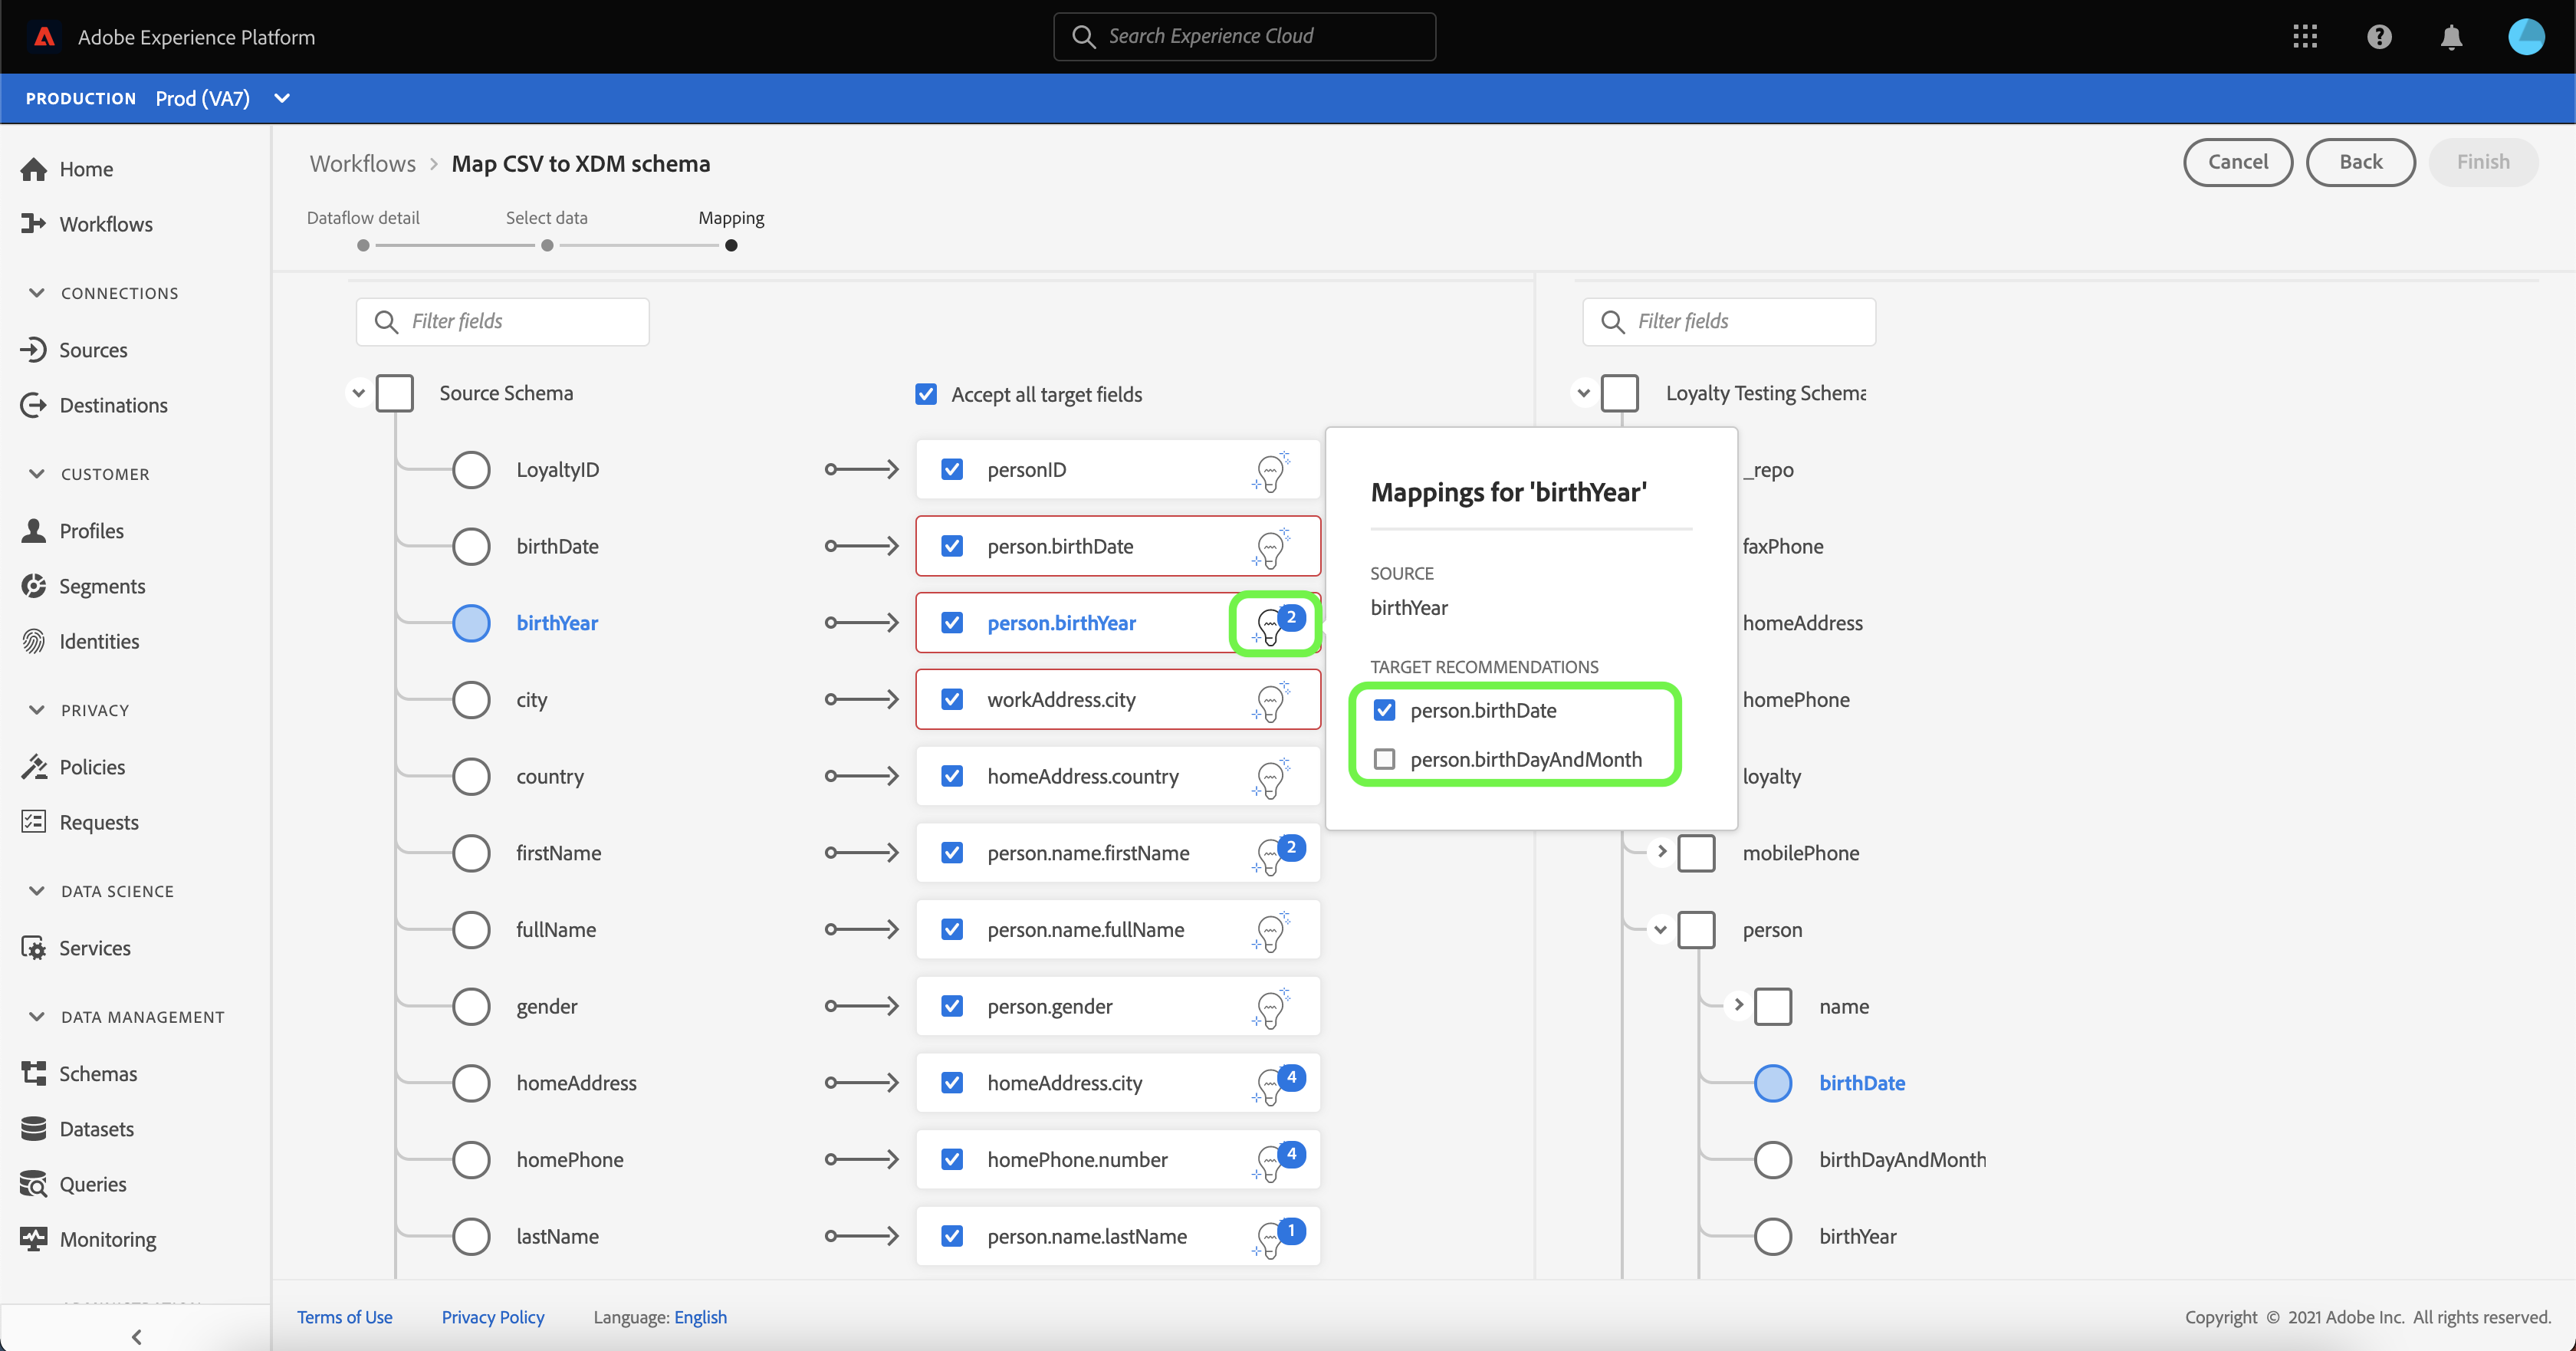 Adobe Experience Platform
Search Experience Cloud
PRODUCTION Prod (VA7)
Home
Workflows
CONNECTIONS
Sources
Destinations
CUSTOMER
Profiles
Segments
Identities
PRIVACY
Policies
Requests
DATA SCIENCE
Services
DATA MANAGEMENT
Schemas
Datasets
Queries
Monitoring
Workflows > Map CSV to XDM schema
Cancel
Back
Finish
Dataflow detail
Select data
Mapping
Filter fields
Source Schema
Accept all target fields
LoyaltyID
personID
birthDate
person.birthDate
birthYear
person.birthYear
2
city
workAddress.city
country
homeAddress.country
firstName
person.name.firstName
2
fullName
person.name.fullName
gender
person.gender
homeAddress
homeAddress.city
4
homePhone
homePhone.number
4
lastName
person.name.lastName
1
Mappings for 'birthYear'
SOURCE
birthYear
TARGET RECOMMENDATIONS
person.birthDate
person.birthDayAndMonth
Filter fields
Loyalty Testing Schema
_repo
faxPhone
homeAddress
homePhone
loyalty
mobilePhone
person
name
birthDate
birthDayAndMonth
birthYear
Terms of Use
Privacy Policy
Language: English
Copyright © 2021 Adobe Inc. All rights reserved.